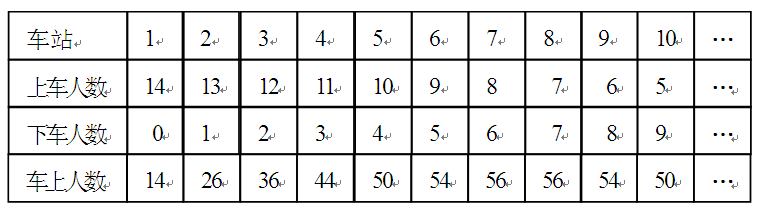 车站 1 2 3 4 5 6 7 8 9 10 …
上车人数 14 13 12 11 10 9 8 7 6 5 …
下车人数 0 1 2 3 4 5 6 7 8 9 …
车上人数 14 26 36 44 50 54 56 56 54 50 …